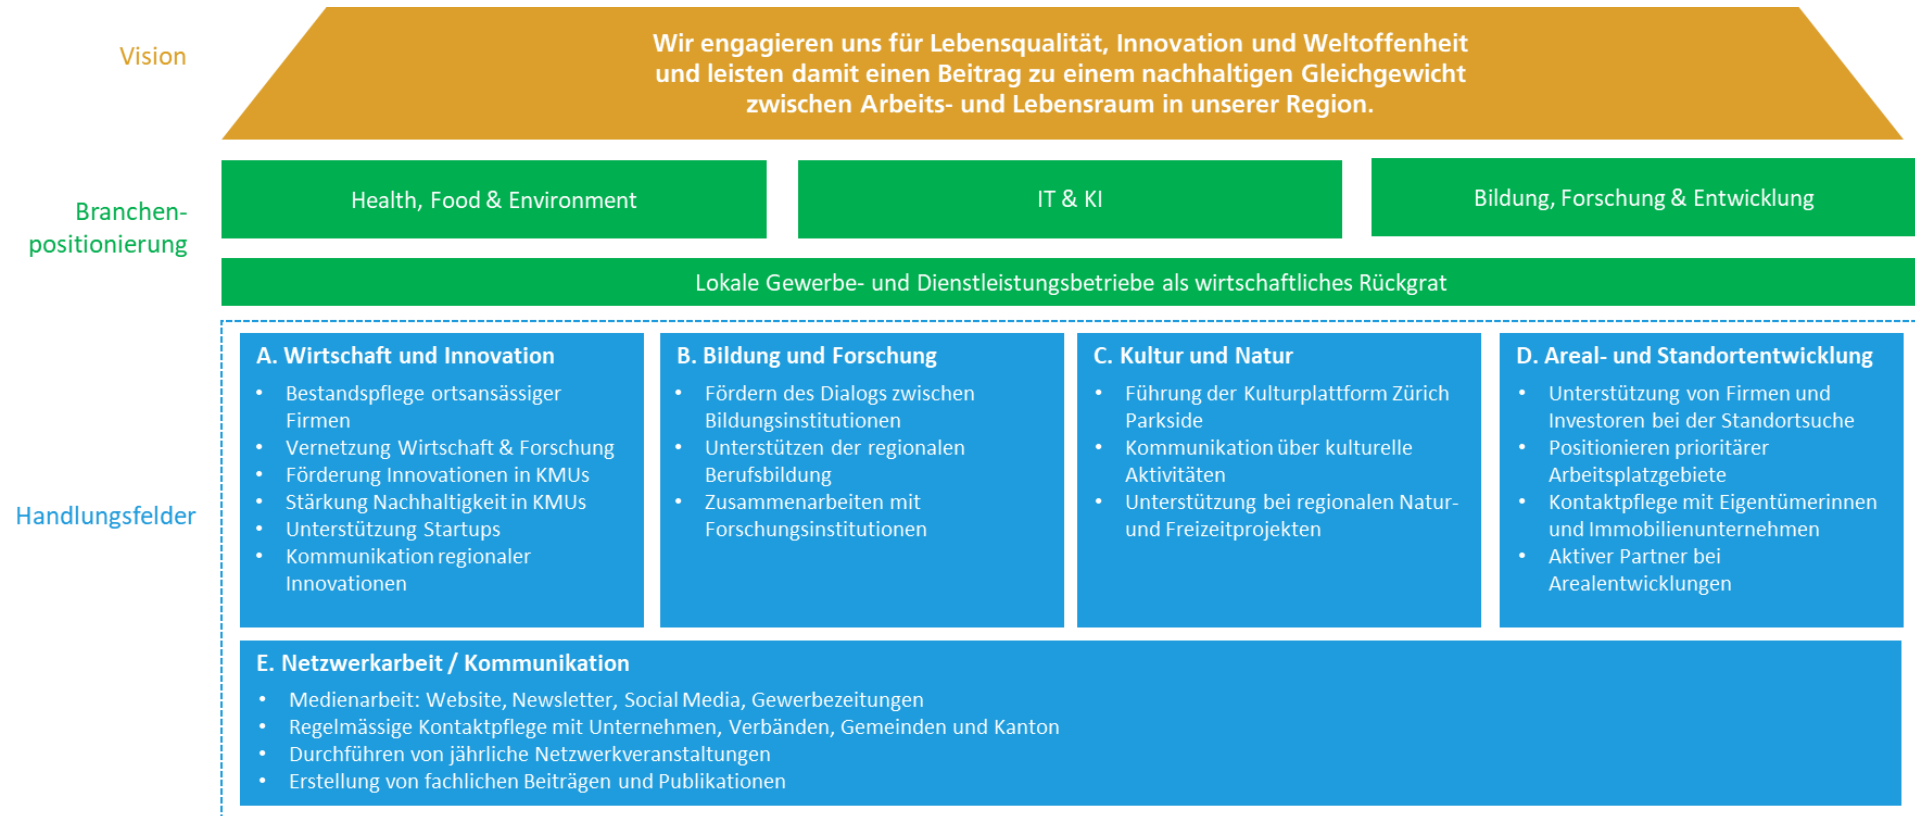 Vision
Wir engagieren uns für Lebensqualität, Innovation und Weltoffenheit
und leisten damit einen Beitrag zu einem nachhaltigen Gleichgewicht
zwischen Arbeits- und Lebensraum in unserer Region.
Branchen-
positionierung
Health, Food & Environment
IT & KI
Bildung, Forschung & Entwicklung
Lokale Gewerbe- und Dienstleistungsbetriebe als wirtschaftliches Rückgrat
Handlungsfelder
A. Wirtschaft und Innovation
• Bestandspflege ortsansässiger
Firmen
• Vernetzung Wirtschaft & Forschung
• Förderung Innovationen in KMUs
• Stärkung Nachhaltigkeit in KMUs
• Unterstützung Startups
• Kommunikation regionaler
Innovationen
B. Bildung und Forschung
• Fördern des Dialogs zwischen
Bildungsinstitutionen
• Unterstützen der regionalen
Berufsbildung
• Zusammenarbeiten mit
Forschungsinstitutionen
C. Kultur und Natur
• Führung der Kulturplattform Zürich
Parkside
• Kommunikation über kulturelle
Aktivitäten
• Unterstützung bei regionalen Natur-
und Freizeitprojekten
D. Areal- und Standortentwicklung
• Unterstützung von Firmen und
Investoren bei der Standortsuche
• Positionieren prioritärer
Arbeitsplatzgebiete
• Kontaktpflege mit Eigentümerinnen
und Immobilienunternehmen
• Aktiver Partner bei
Arealentwicklungen
E. Netzwerkarbeit / Kommunikation
• Medienarbeit: Website, Newsletter, Social Media, Gewerbezeitungen
• Regelmässige Kontaktpflege mit Unternehmen, Verbänden, Gemeinden und Kanton
• Durchführen von jährliche Netzwerkveranstaltungen
• Erstellung von fachlichen Beiträgen und Publikationen